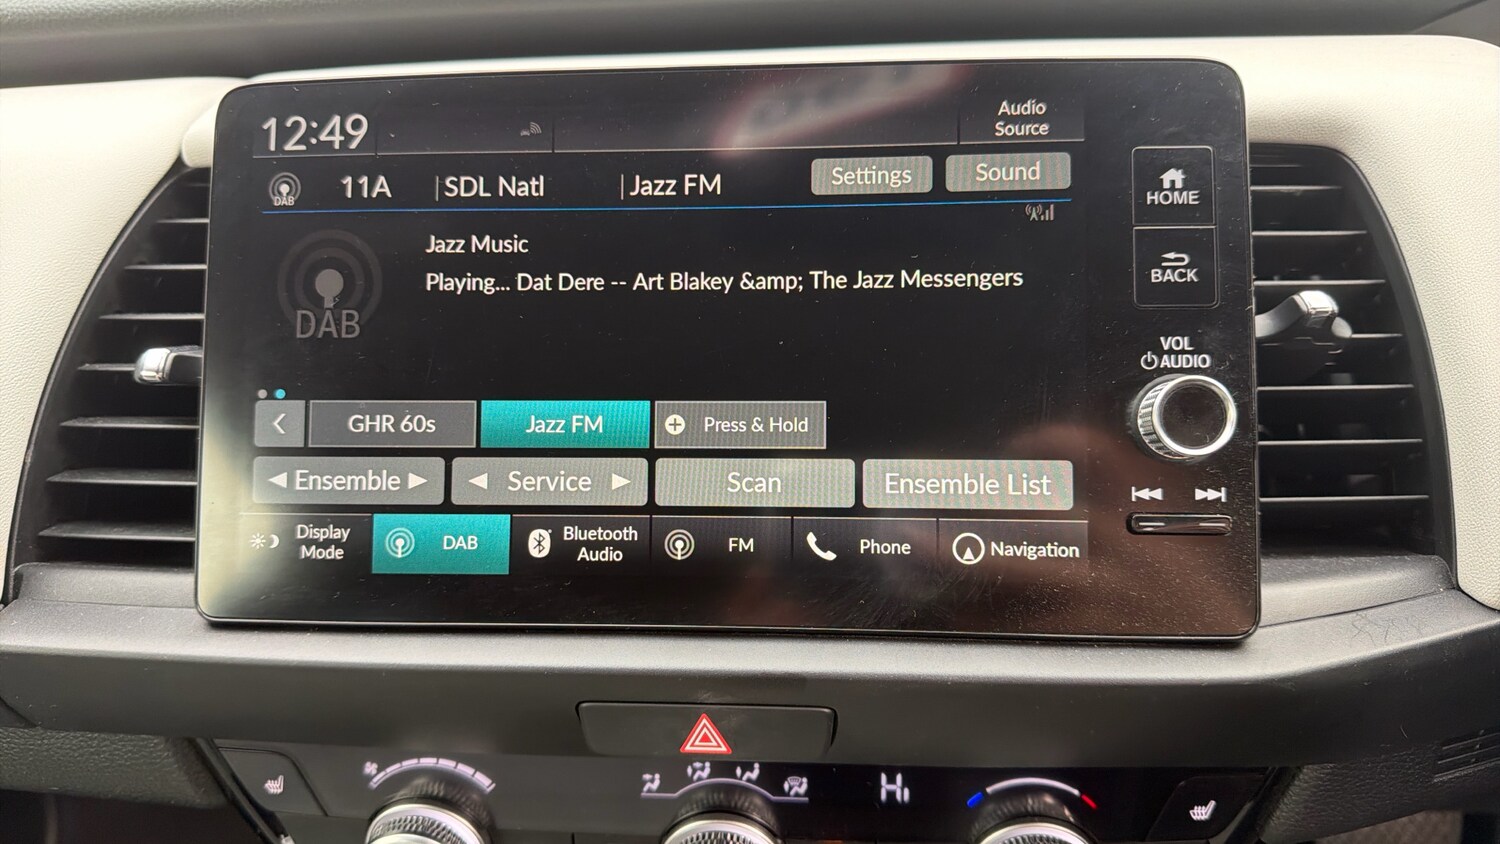 12:49
Audio
Source
DAB
11A
SDL Natl
Jazz FM
Settings
Sound
HOME
BACK
VOL
AUDIO
Jazz Music
Playing... Dat Dere -- Art Blakey &amp; The Jazz Messengers
DAB
GHR 60s
Jazz FM
Press & Hold
Ensemble
Service
Scan
Ensemble List
Display
Mode
DAB
Bluetooth
Audio
FM
Phone
Navigation
Hi